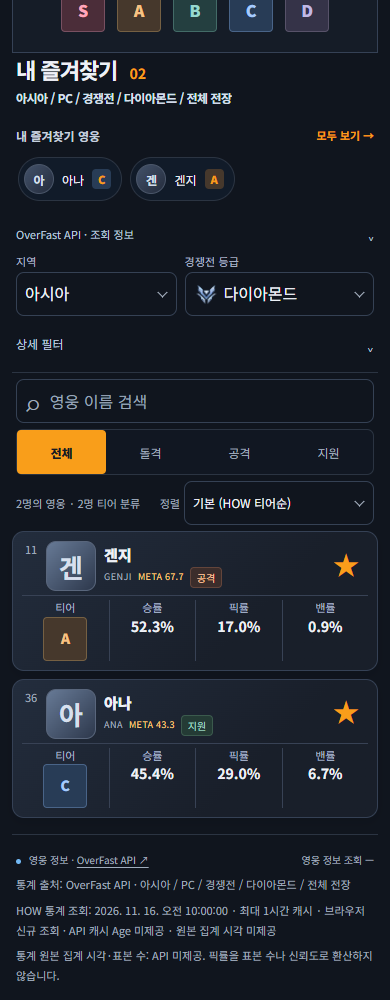 S A B C D
내 즐겨찾기 02
아시아 / PC / 경쟁전 / 다이아몬드 / 전체 전장
내 즐겨찾기 영웅 모두 보기 →
아 아나 C 겐 겐지 A
OverFast API · 조회 정보
지역 경쟁전 등급
아시아 다이아몬드
상세 필터
영웅 이름 검색
전체 돌격 공격 지원
2명의 영웅 · 2명 티어 분류 정렬 기본 (HOW 티어순)
11 겐 겐지
GENJI META 67.7 공격
티어 승률 픽률 밴률
A 52.3% 17.0% 0.9%
36 아 아나
ANA META 43.3 지원
티어 승률 픽률 밴률
C 45.4% 29.0% 6.7%
영웅 정보 · OverFast API ↗ 영웅 정보 조회 —
통계 출처: OverFast API · 아시아 / PC / 경쟁전 / 다이아몬드 / 전체 전장
HOW 통계 조회: 2026. 11. 16. 오전 10:00:00 · 최대 1시간 캐시 · 브라우저
신규 조회 · API 캐시 Age 미제공 · 원본 집계 시각 미제공
통계 원본 집계 시각·표본 수: API 미제공. 픽률을 표본 수나 신뢰도로 환산하지
않습니다.